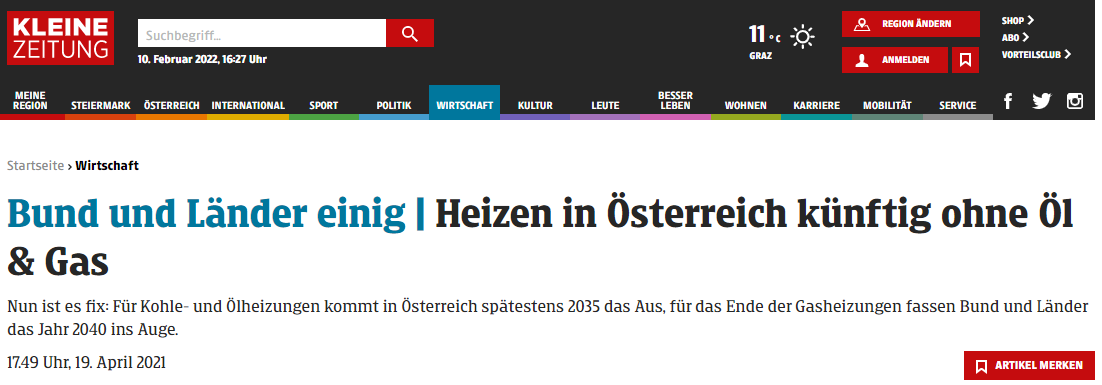 KLEINE
ZEITUNG
Suchbegriff...
10. Februar 2022, 16:27 Uhr
11 °C
GRAZ
REGION ÄNDERN
ANMELDEN
SHOP
ABO
VORTEILSCLUB
MEINE REGION
STEIERMARK
ÖSTERREICH
INTERNATIONAL
SPORT
POLITIK
WIRTSCHAFT
KULTUR
LEUTE
BESSER LEBEN
WOHNEN
KARRIERE
MOBILITÄT
SERVICE
Startseite › Wirtschaft
Bund und Länder einig | Heizen in Österreich künftig ohne Öl
& Gas
Nun ist es fix: Für Kohle- und Ölheizungen kommt in Österreich spätestens 2035 das Aus, für das Ende der Gasheizungen fassen Bund und Länder
das Jahr 2040 ins Auge.
17.49 Uhr, 19. April 2021
ARTIKEL MERKEN